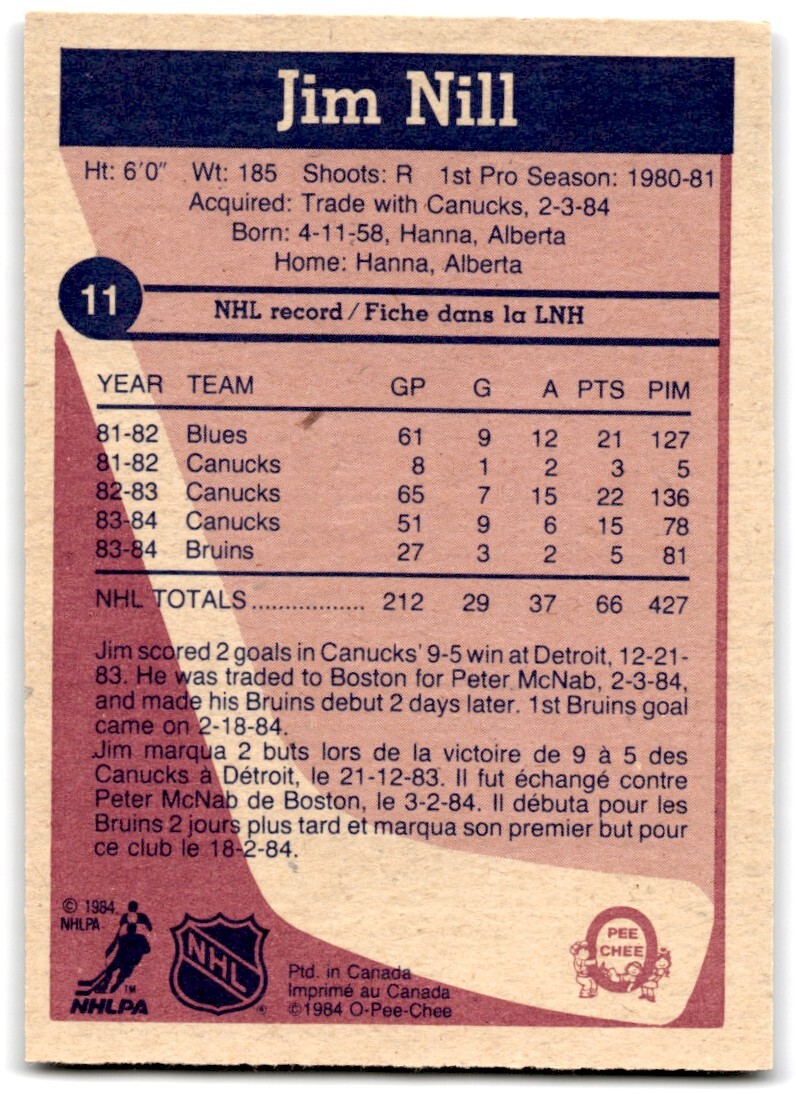 Jim Nill
Ht: 6'0" Wt: 185 Shoots: R 1st Pro Season: 1980-81
Acquired: Trade with Canucks, 2-3-84
Born: 4-11-58, Hanna, Alberta
Home: Hanna, Alberta
11
NHL record/Fiche dans la LNH
YEAR TEAM GP G A PTS PIM
81-82 Blues 61 9 12 21 127
81-82 Canucks 8 1 2 3 5
82-83 Canucks 65 7 15 22 136
83-84 Canucks 51 9 6 15 78
83-84 Bruins 27 3 2 5 81
NHL TOTALS................. 212 29 37 66 427
Jim scored 2 goals in Canucks' 9-5 win at Detroit, 12-21-
83. He was traded to Boston for Peter McNab, 2-3-84,
and made his Bruins debut 2 days later. 1st Bruins goal
came on 2-18-84.
Jim marqua 2 buts lors de la victoire de 9 à 5 des
Canucks à Détroit, le 21-12-83. Il fut échangé contre
Peter McNab de Boston, le 3-2-84. Il débuta pour les
Bruins 2 jours plus tard et marqua son premier but pour
ce club le 18-2-84.
© 1984
NHLPA
TM
NHLPA
NHL
®
Ptd. in Canada
Imprimé au Canada
©1984 O-Pee-Chee
PEE
CHEE